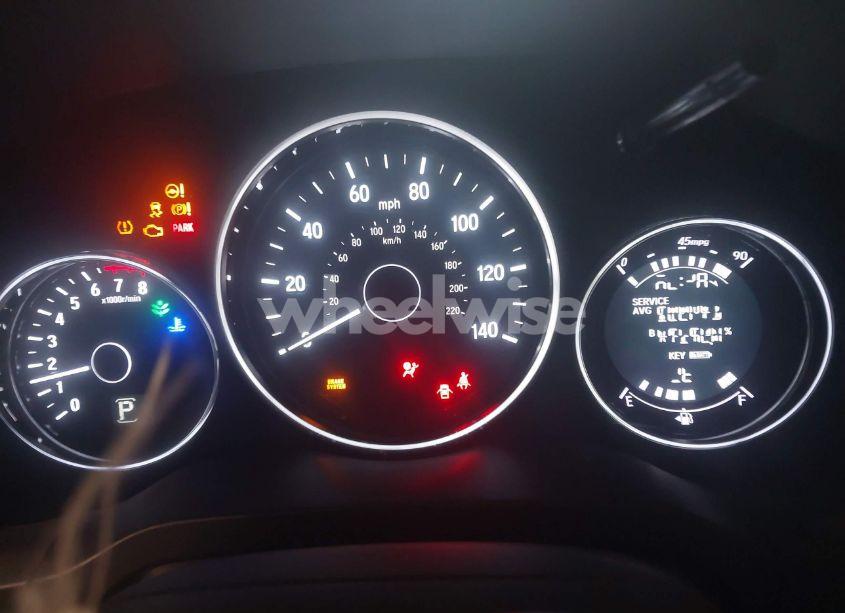 PARK
0 1 2 3 4 5 6 7 8
x1000r/min
P
20 40 60 80 100 120 140
mph
20 40 60 80 100 120 140 160 180 200 220
km/h
BRAKE
SYSTEM
wheelwise
45mpg
0 90
SERVICE
AVG
KEY
E F